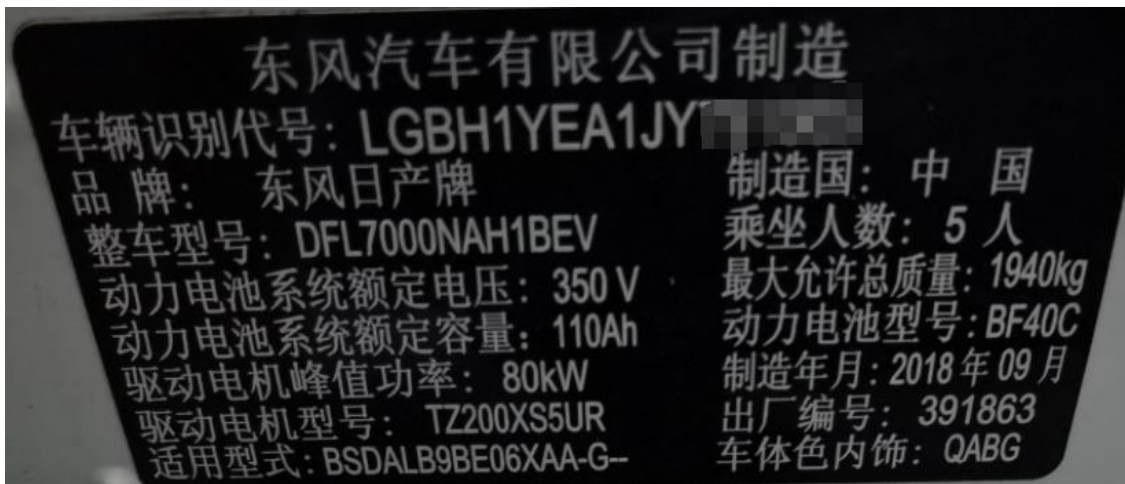 东风汽车有限公司制造
车辆识别代号：LGBH1YEA1JY
品 牌： 东风日产牌 制造国： 中 国
整车型号：DFL7000NAH1BEV 乘坐人数：5 人
动力电池系统额定电压：350 V 最大允许总质量：1940kg
动力电池系统额定容量：110Ah 动力电池型号：BF40C
驱动电机峰值功率：80kW 制造年月：2018 年 09 月
驱动电机型号：TZ200XS5UR 出厂编号：391863
适用型式：BSDALB9BE06XAA-G-- 车体色内饰：QABG